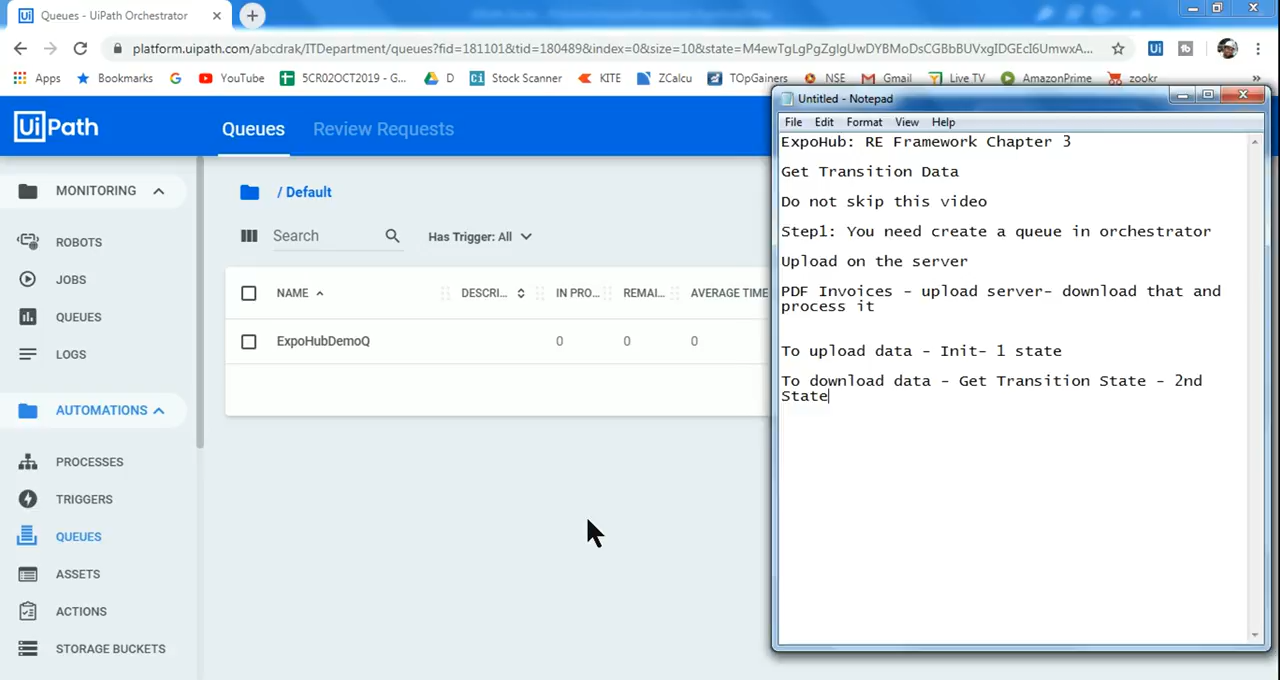 Queues - UiPath Orchestrator
platform.uipath.com/abcdrak/ITDepartment/queues?fid=181101&tid=180489&index=0&size=10&state=M4ewTgLgPgZglgUwDYBMoDsCGBbBUVxgIDGEcI6UmwxA...
Apps Bookmarks YouTube 5CR02OCT2019 - G... D Stock Scanner KITE ZCalcu TOpGainers NSE Gmail Live TV AmazonPrime zookr »
UiPath
Queues Review Requests
MONITORING
ROBOTS
JOBS
QUEUES
LOGS
AUTOMATIONS
PROCESSES
TRIGGERS
QUEUES
ASSETS
ACTIONS
STORAGE BUCKETS
/ Default
Search Has Trigger: All
NAME DESCRI... IN PRO... REMAI... AVERAGE TIME
ExpoHubDemoQ 0 0 0
Untitled - Notepad
File Edit Format View Help
ExpoHub: RE Framework Chapter 3
Get Transition Data
Do not skip this video
Step1: You need create a queue in orchestrator
Upload on the server
PDF Invoices - upload server- download that and
process it
To upload data - Init- 1 state
To download data - Get Transition State - 2nd
State